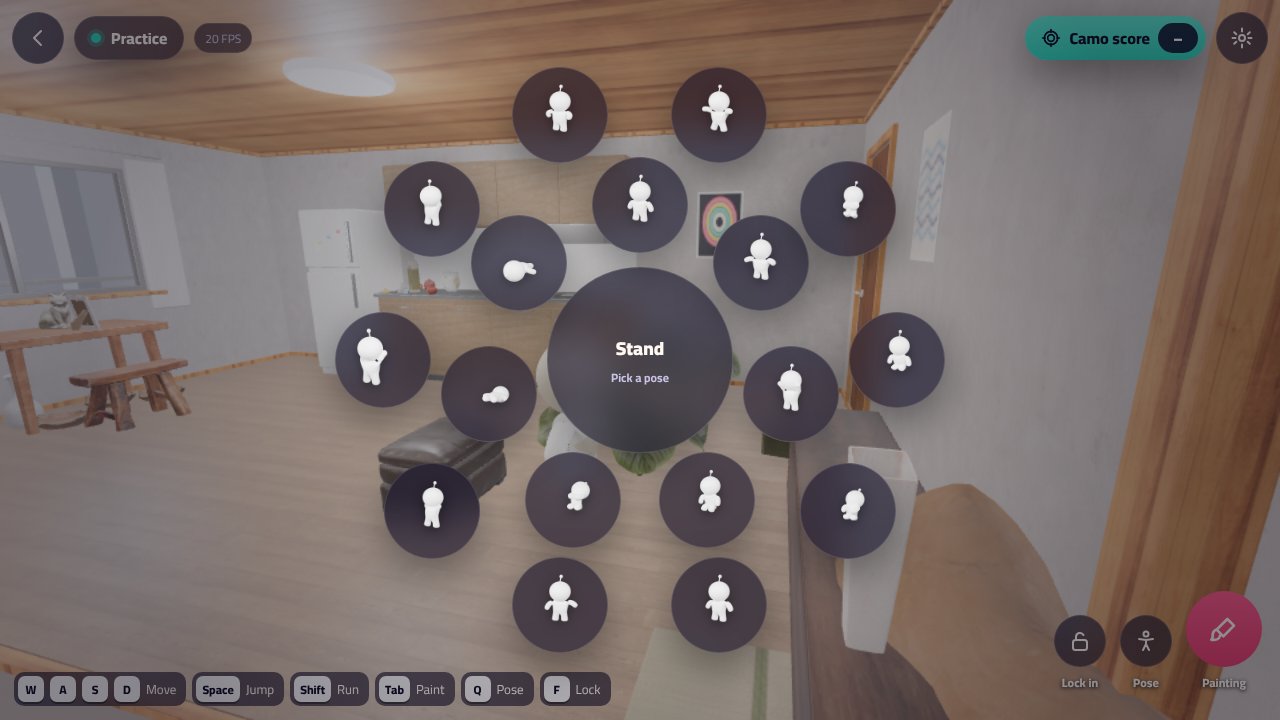 Practice
20 FPS
Camo score –
Stand
Pick a pose
W A S D Move
Space Jump
Shift Run
Tab Paint
Q Pose
F Lock
Lock in
Pose
Painting